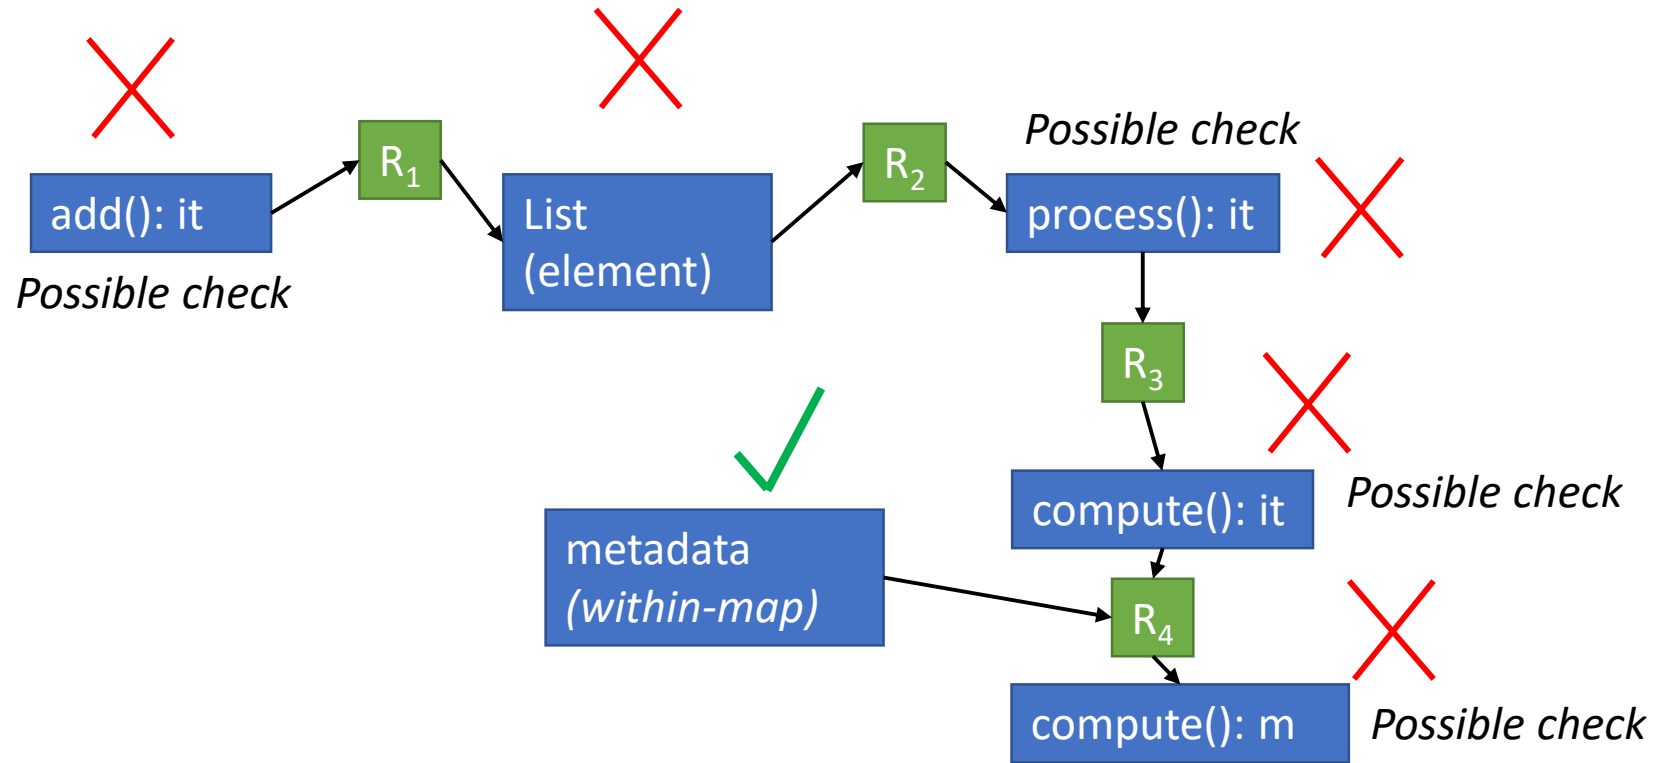 Possible check
R1
R2
add(): it
List
(element)
process(): it
Possible check
R3
compute(): it
Possible check
metadata
(within-map)
R4
compute(): m
Possible check